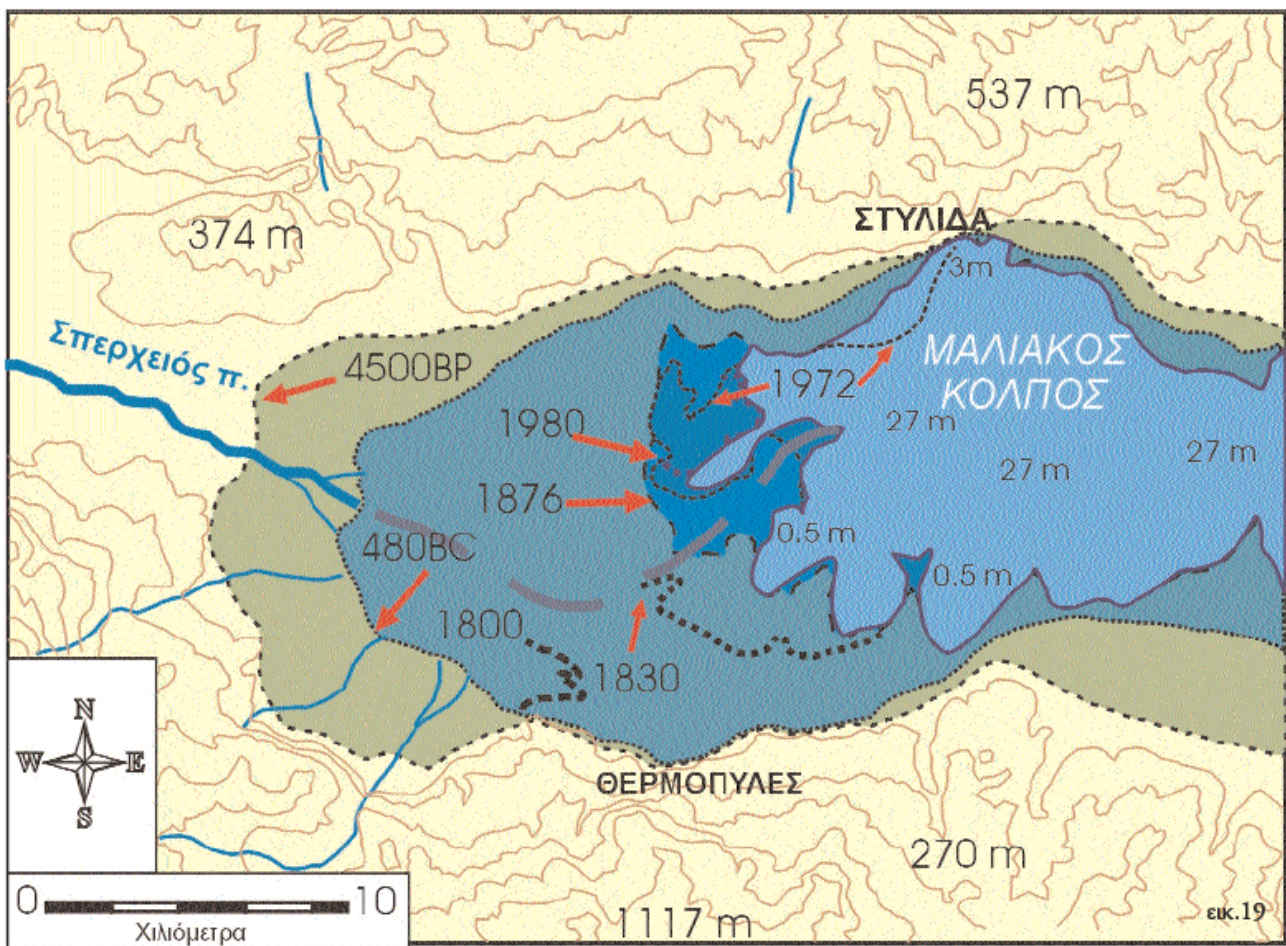 537 m
374 m
ΣΤΥΛΙΔΑ
3m
Σπερχειός π.
ΜΑΛΙΑΚΟΣ
ΚΟΛΠΟΣ
4500BP
1972
27 m
1980
27 m
27 m
1876
480BC
0.5 m
0.5 m
1800
1830
N
W E
S
ΘΕΡΜΟΠΥΛΕΣ
270 m
0 10
Χιλιόμετρα
1117 m
εικ.19